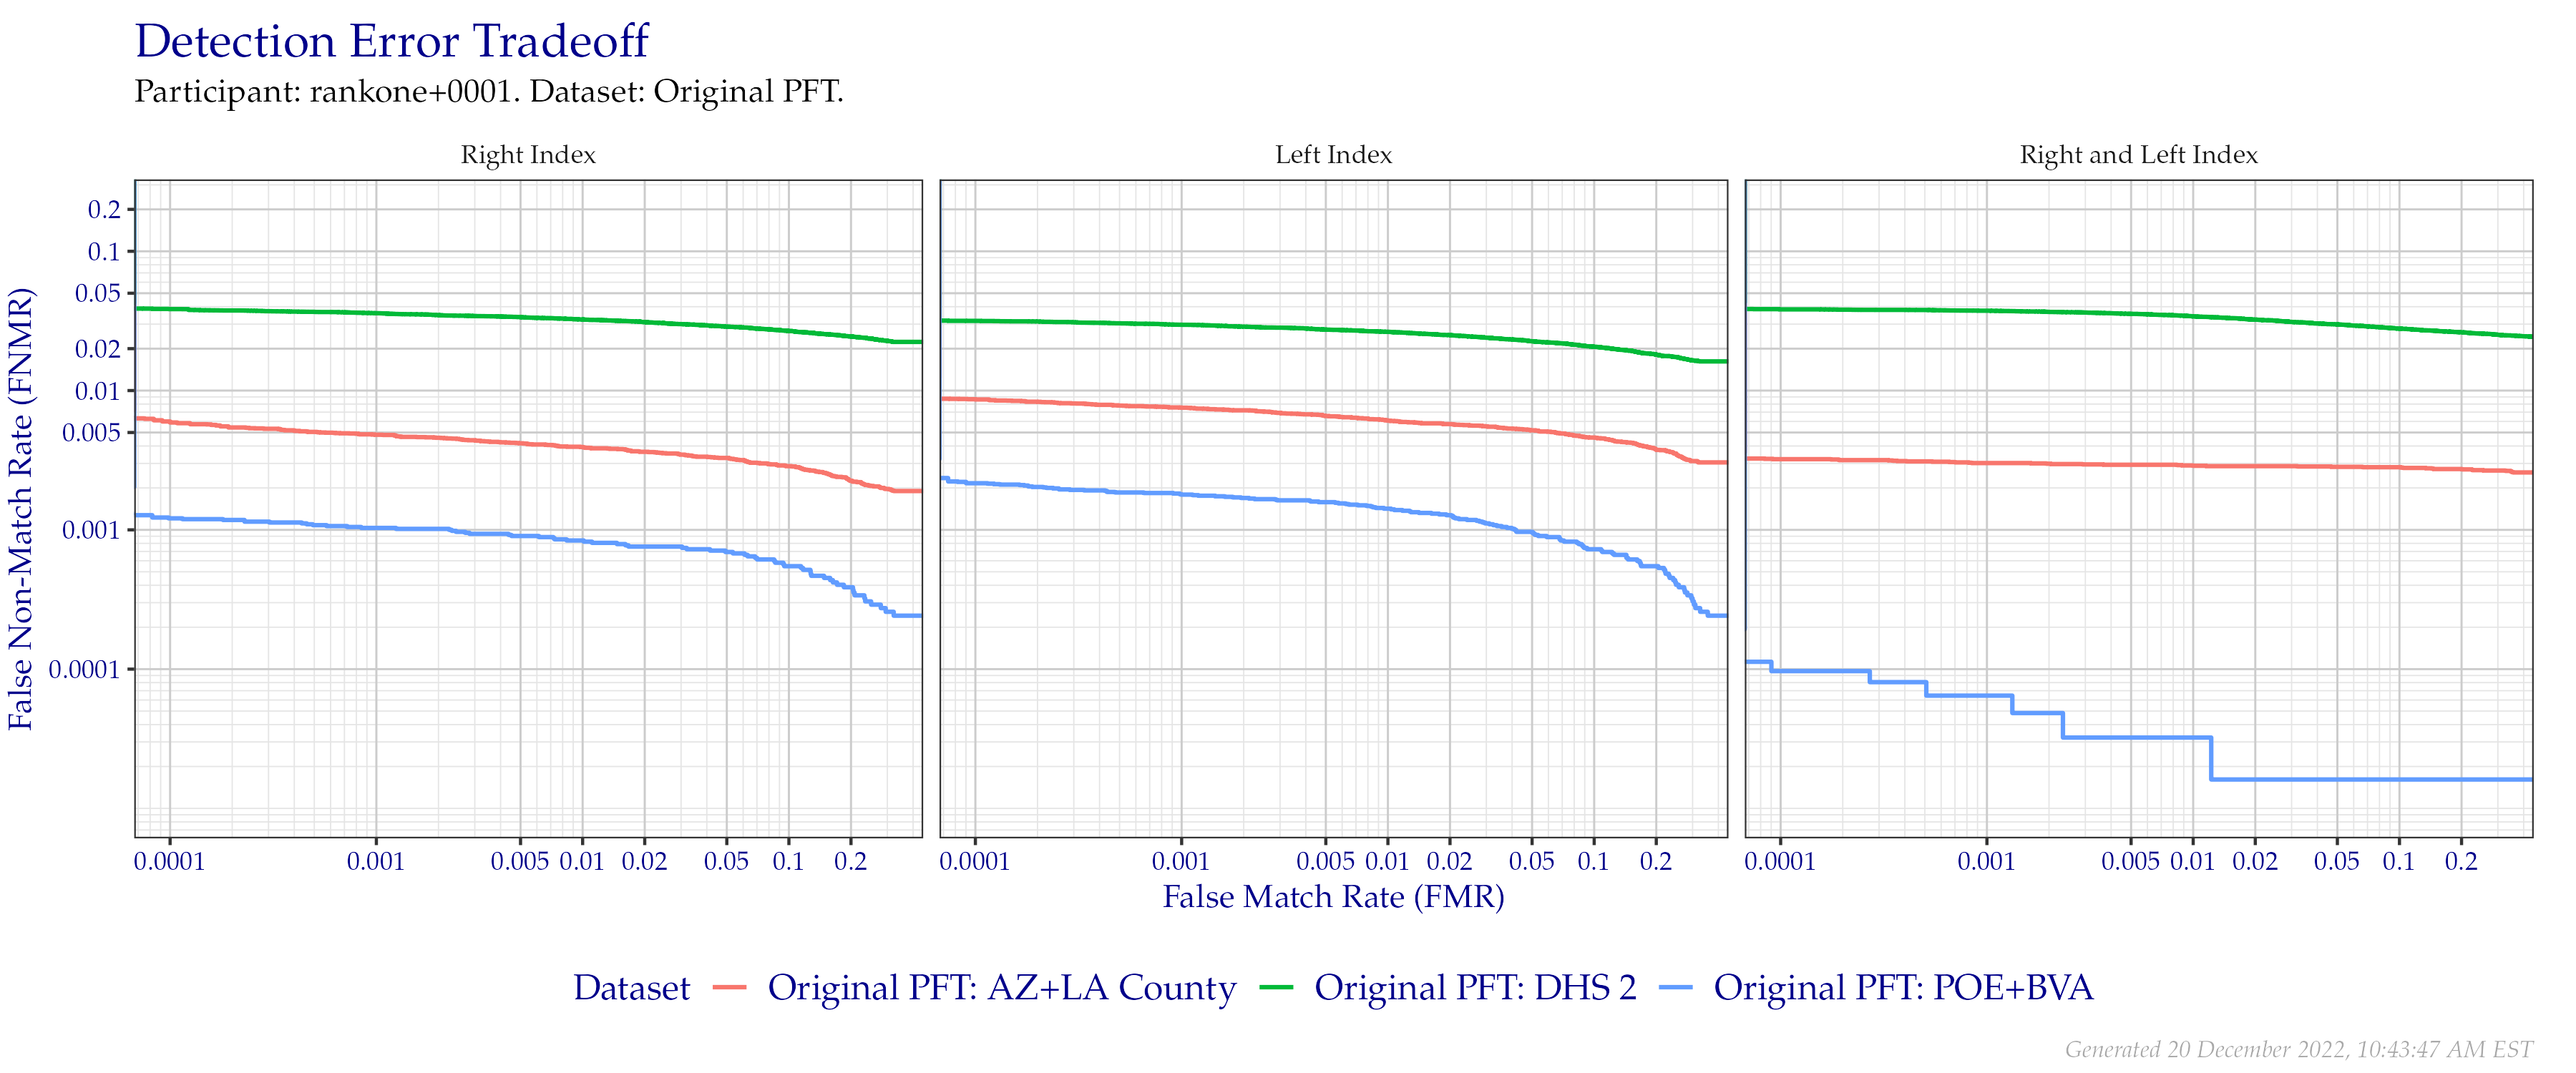 Detection Error Tradeoff
Participant: rankone+0001. Dataset: Original PFT.
Right Index
Left Index
Right and Left Index
False Non-Match Rate (FNMR)
0.2
0.1
0.05
0.02
0.01
0.005
0.001
0.0001
0.0001 0.001 0.005 0.01 0.02 0.05 0.1 0.2
0.0001 0.001 0.005 0.01 0.02 0.05 0.1 0.2
0.0001 0.001 0.005 0.01 0.02 0.05 0.1 0.2
False Match Rate (FMR)
Dataset Original PFT: AZ+LA County Original PFT: DHS 2 Original PFT: POE+BVA
Generated 20 December 2022, 10:43:47 AM EST